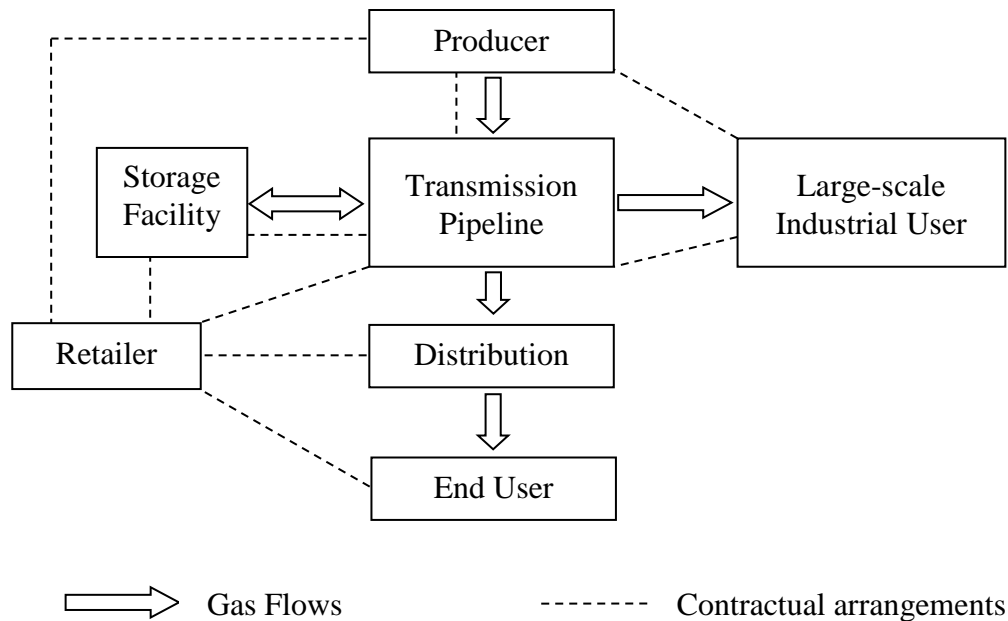 Producer
Storage
Facility
Transmission
Pipeline
Large-scale
Industrial User
Retailer
Distribution
End User
Gas Flows
Contractual arrangements